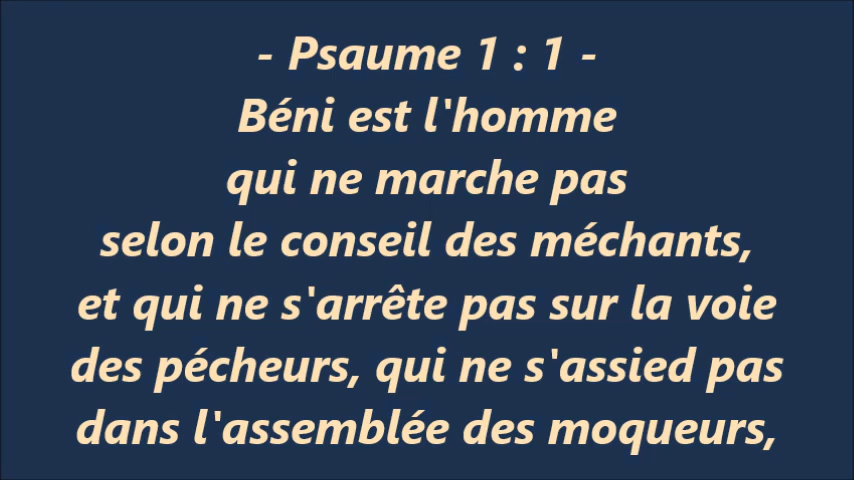 - Psaume 1 : 1 -
Béni est l'homme
qui ne marche pas
selon le conseil des méchants,
et qui ne s'arrête pas sur la voie
des pécheurs, qui ne s'assied pas
dans l'assemblée des moqueurs,